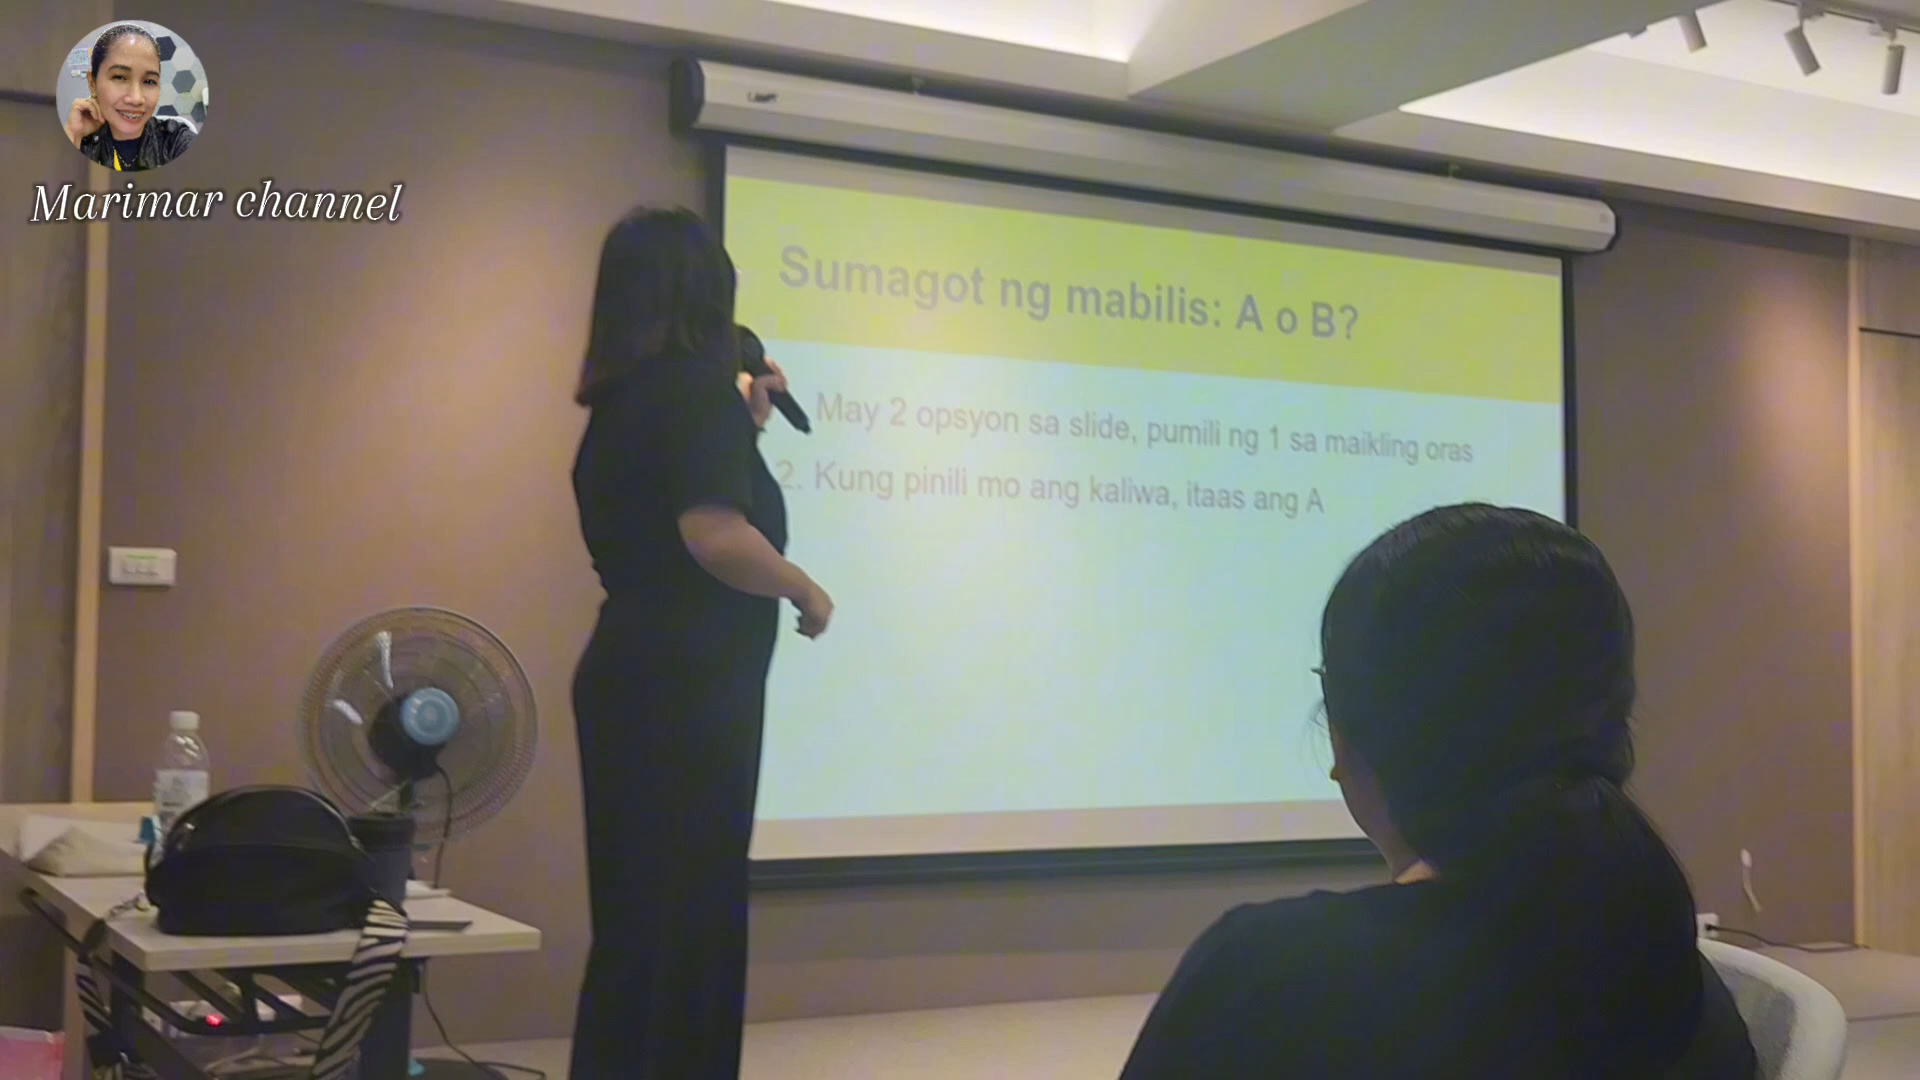 Marimar channel
Sumagot ng mabilis: A o B?
May 2 opsyon sa slide, pumili ng 1 sa maikling oras
2. Kung pinili mo ang kaliwa, itaas ang A